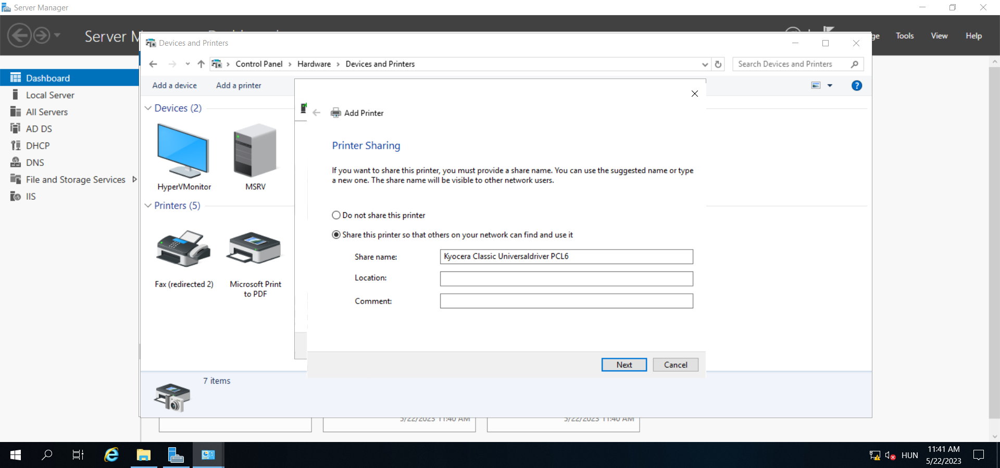 Server Manager
Tools
View
Help
Dashboard
Local Server
All Servers
AD DS
DHCP
DNS
File and Storage Services
IIS
Devices and Printers
Control Panel
Hardware
Devices and Printers
Search Devices and Printers
Add a device
Add a printer
Devices (2)
HyperVMonitor
MSRV
Printers (5)
Fax (redirected 2)
Microsoft Print
to PDF
7 items
Add Printer
Printer Sharing
If you want to share this printer, you must provide a share name. You can use the suggested name or type
a new one. The share name will be visible to other network users.
Do not share this printer
Share this printer so that others on your network can find and use it
Share name:
Kyocera Classic Universaldriver PCL6
Location:
Comment:
Next
Cancel
5/22/2023 11:40 AM
5/22/2023 11:40 AM
HUN
11:41 AM
5/22/2023